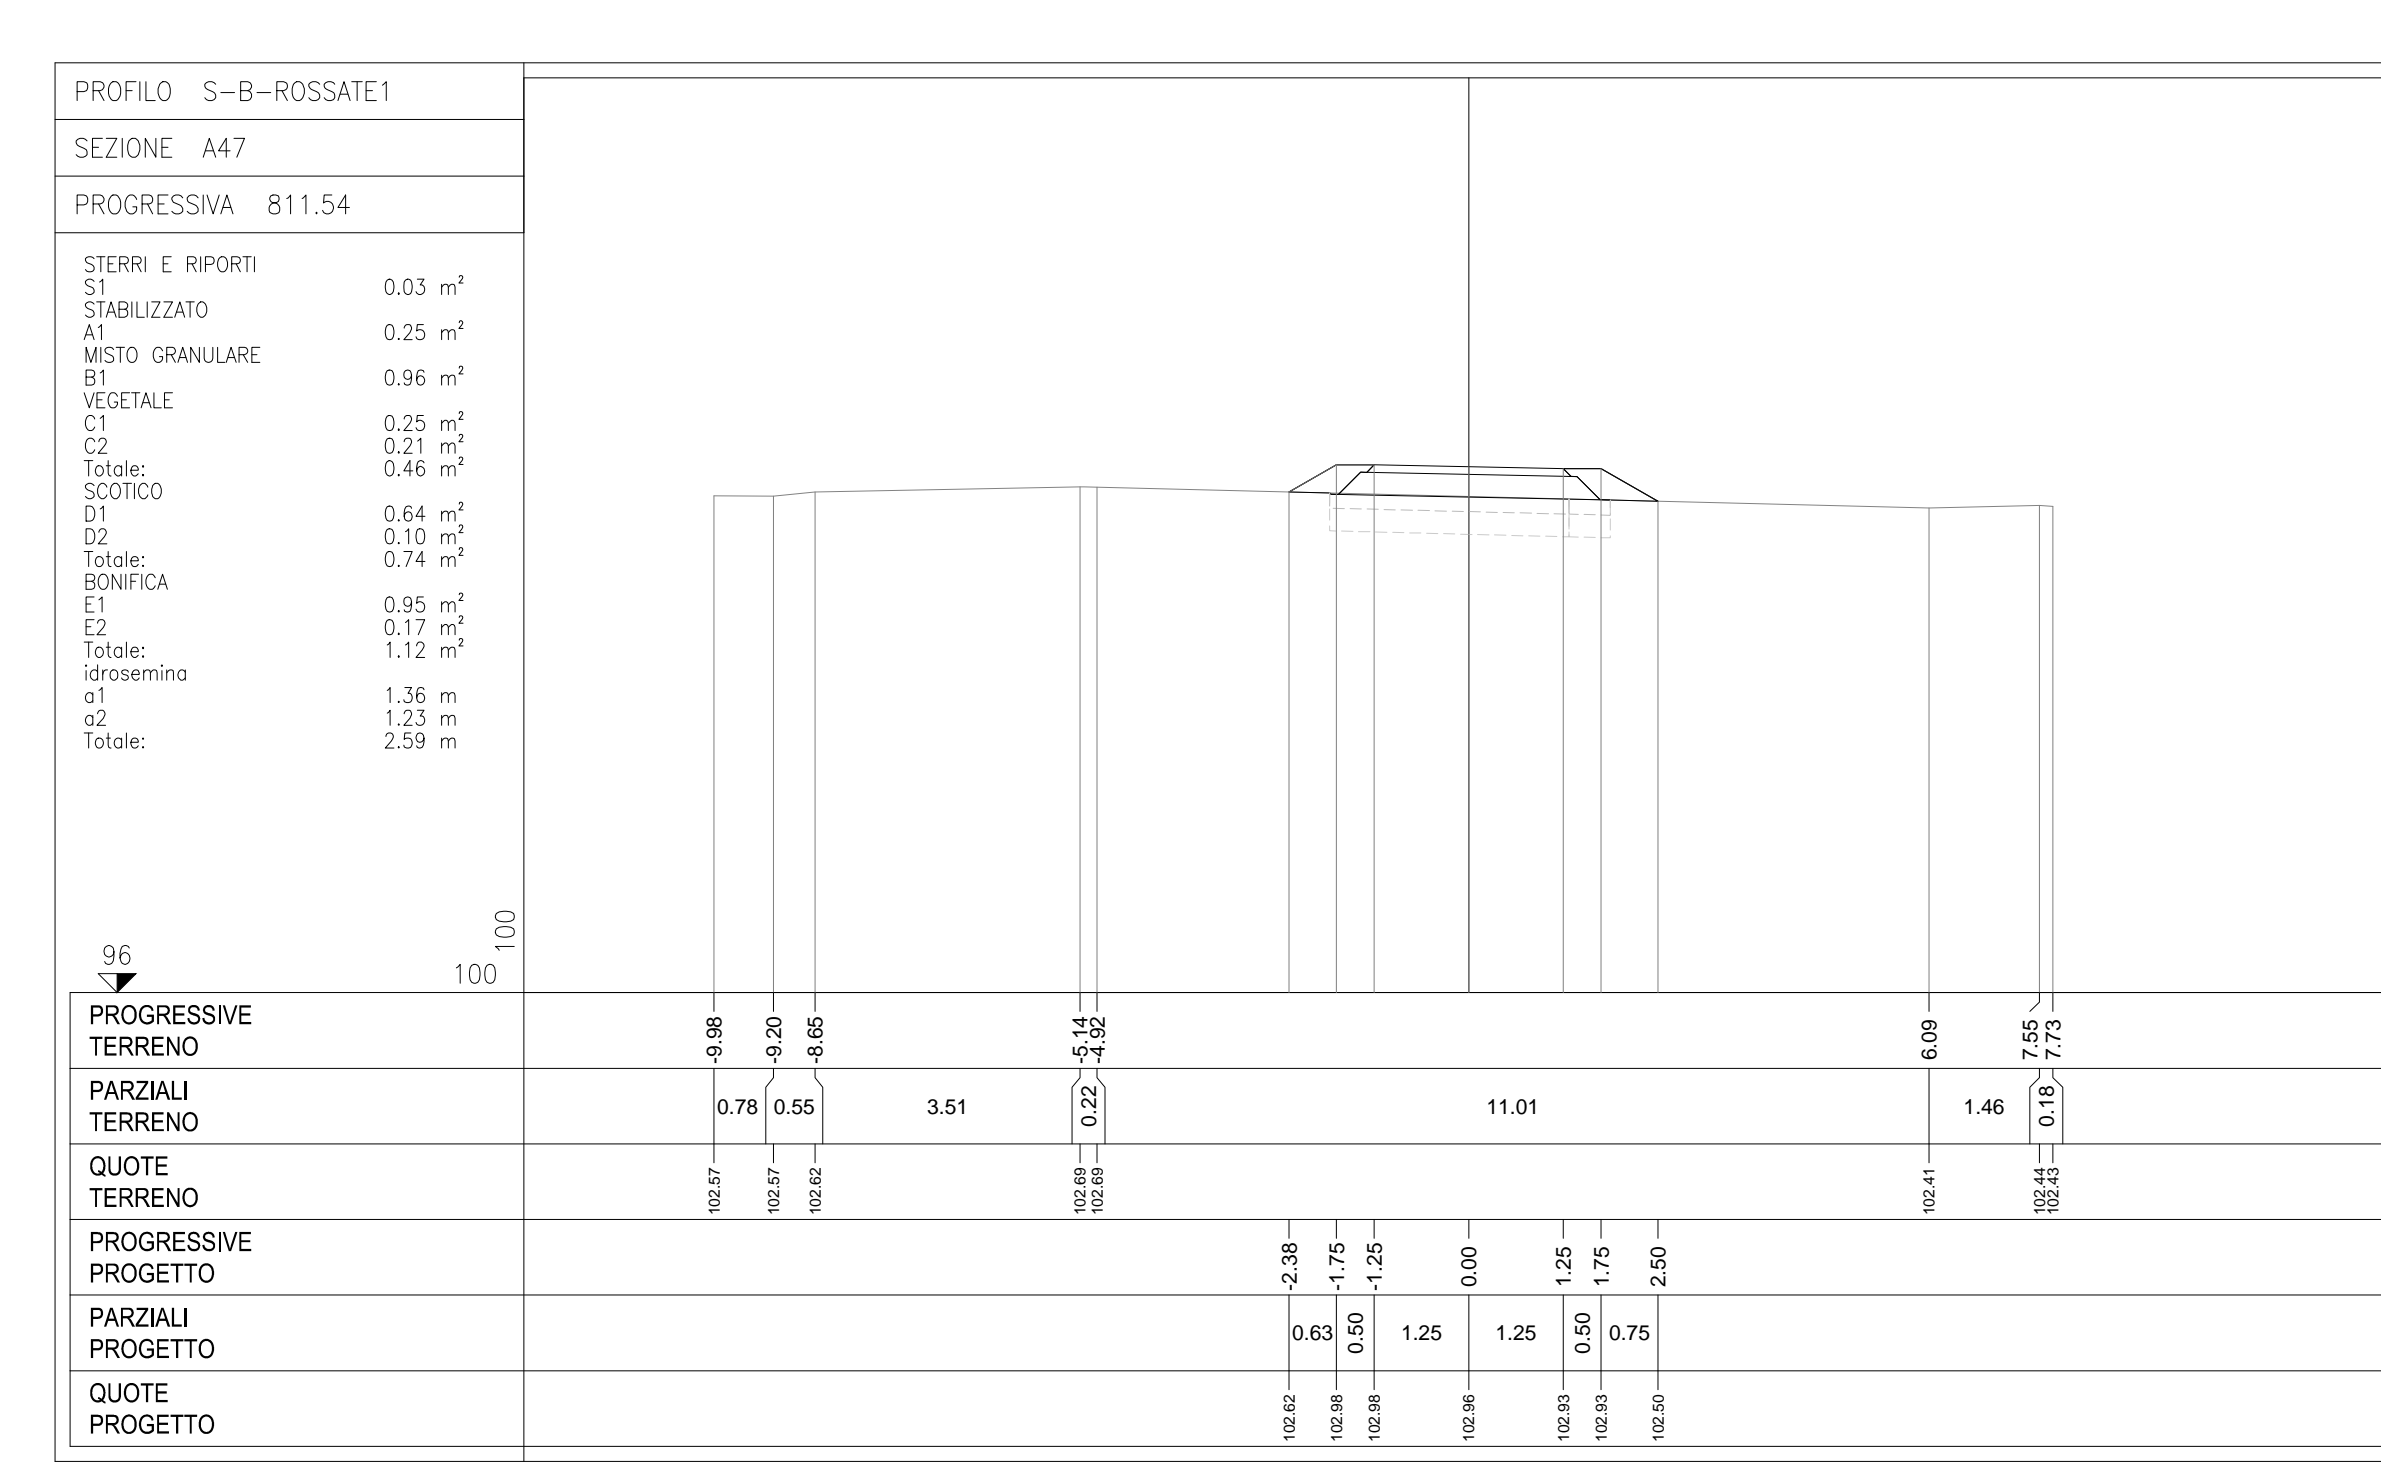 PROFILO S-B-ROSSATE1
SEZIONE A47
PROGRESSIVA 811.54
STERRI E RIPORTI
S1 0.03 m²
STABILIZZATO
A1 0.25 m²
MISTO GRANULARE
B1 0.96 m²
VEGETALE
C1 0.25 m²
C2 0.21 m²
Totale: 0.46 m²
SCOTICO
D1 0.64 m²
D2 0.10 m²
Totale: 0.74 m²
BONIFICA
E1 0.95 m²
E2 0.17 m²
Totale: 1.12 m²
idrosemina
a1 1.36 m
a2 1.23 m
Totale: 2.59 m
100
96
100
PROGRESSIVE
TERRENO
-9.98 -9.20 -8.65 -5.14 -4.92 6.09 7.55 7.73
PARZIALI
TERRENO
0.78 0.55 3.51 0.22 11.01 1.46 0.18
QUOTE
TERRENO
102.57 102.57 102.62 102.69 102.69 102.41 102.44 102.43
PROGRESSIVE
PROGETTO
-2.38 -1.75 -1.25 0.00 1.25 1.75 2.50
PARZIALI
PROGETTO
0.63 0.50 1.25 1.25 0.50 0.75
QUOTE
PROGETTO
102.62 102.98 102.98 102.96 102.93 102.93 102.50